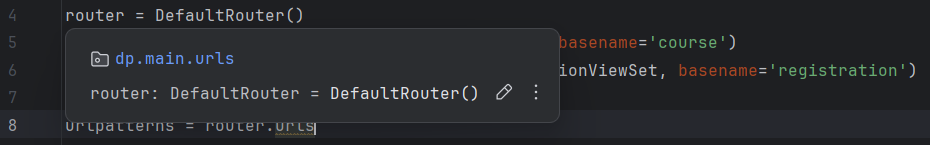 4 router = DefaultRouter()
5 basename='course')
dp.main.urls
6 ionViewSet, basename='registration')
router: DefaultRouter = DefaultRouter()
7
8 urlpatterns = router.urls